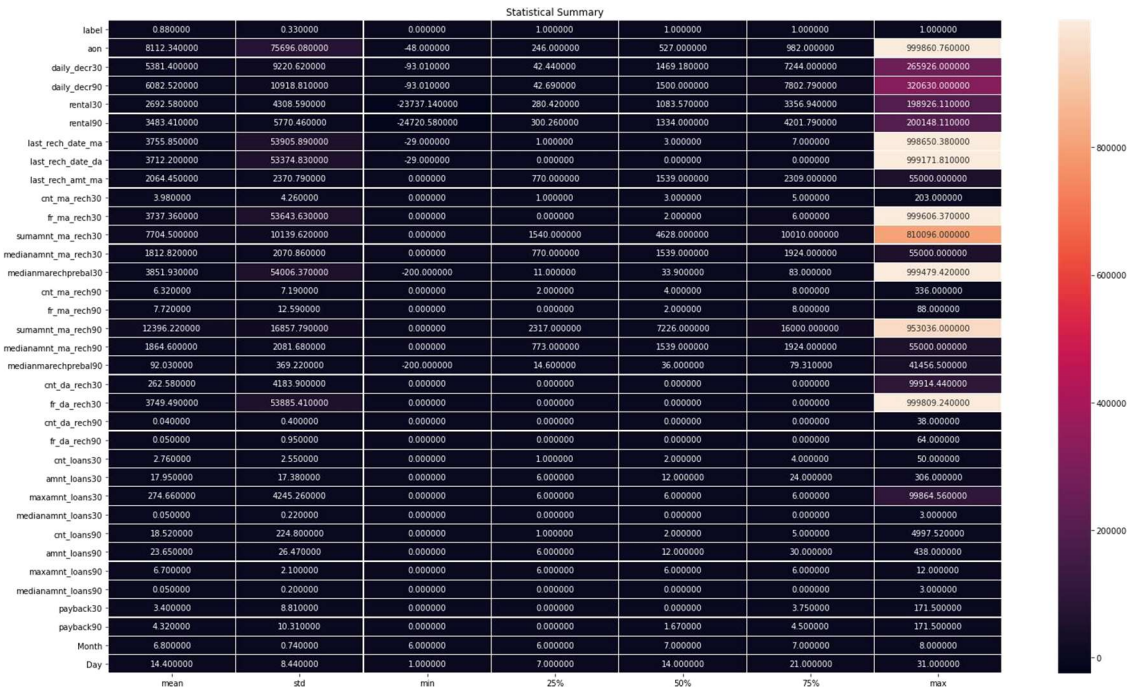 Statistical Summary
label 0.880000 0.330000 0.000000 1.000000 1.000000 1.000000 1.000000
aon 8112.340000 75696.080000 -48.000000 246.000000 527.000000 982.000000 999860.760000
daily_decr30 5381.400000 9220.620000 -93.010000 42.440000 1469.180000 7244.000000 265926.000000
daily_decr90 6082.520000 10918.810000 -93.010000 42.690000 1500.000000 7802.790000 320630.000000
rental30 2692.580000 4308.590000 -23737.140000 280.420000 1083.570000 3356.940000 198926.110000
rental90 3483.410000 5770.460000 -24720.580000 300.260000 1334.000000 4201.790000 200148.110000
last_rech_date_ma 3755.850000 53905.890000 -29.000000 1.000000 3.000000 7.000000 998650.380000
800000
last_rech_date_da 3712.200000 53374.830000 -29.000000 0.000000 0.000000 0.000000 999171.810000
last_rech_amt_ma 2064.450000 2370.790000 0.000000 770.000000 1539.000000 2309.000000 55000.000000
cnt_ma_rech30 3.980000 4.260000 0.000000 1.000000 3.000000 5.000000 203.000000
fr_ma_rech30 3737.360000 53643.630000 0.000000 0.000000 2.000000 6.000000 999606.370000
sumamnt_ma_rech30 7704.500000 10139.620000 0.000000 1540.000000 4628.000000 10010.000000 810096.000000
medianamnt_ma_rech30 1812.820000 2070.860000 0.000000 770.000000 1539.000000 1924.000000 55000.000000
medianmarechprebal30 3851.930000 54006.370000 -200.000000 11.000000 33.900000 83.000000 999479.420000
600000
cnt_ma_rech90 6.320000 7.190000 0.000000 2.000000 4.000000 8.000000 336.000000
fr_ma_rech90 7.720000 12.590000 0.000000 0.000000 2.000000 8.000000 88.000000
sumamnt_ma_rech90 12396.220000 16857.790000 0.000000 2317.000000 7226.000000 16000.000000 953036.000000
medianamnt_ma_rech90 1864.600000 2081.680000 0.000000 773.000000 1539.000000 1924.000000 55000.000000
medianmarechprebal90 92.030000 369.220000 -200.000000 14.600000 36.000000 79.310000 41456.500000
cnt_da_rech30 262.580000 4183.900000 0.000000 0.000000 0.000000 0.000000 99914.440000
fr_da_rech30 3749.490000 53885.410000 0.000000 0.000000 0.000000 0.000000 999809.240000
400000
cnt_da_rech90 0.040000 0.400000 0.000000 0.000000 0.000000 0.000000 38.000000
fr_da_rech90 0.050000 0.950000 0.000000 0.000000 0.000000 0.000000 64.000000
cnt_loans30 2.760000 2.550000 0.000000 1.000000 2.000000 4.000000 50.000000
amnt_loans30 17.950000 17.380000 0.000000 6.000000 12.000000 24.000000 306.000000
maxamnt_loans30 274.660000 4245.260000 0.000000 6.000000 6.000000 6.000000 99864.560000
medianamnt_loans30 0.050000 0.220000 0.000000 0.000000 0.000000 0.000000 3.000000
cnt_loans90 18.520000 224.800000 0.000000 1.000000 2.000000 5.000000 4997.520000
200000
amnt_loans90 23.650000 26.470000 0.000000 6.000000 12.000000 30.000000 438.000000
maxamnt_loans90 6.700000 2.100000 0.000000 6.000000 6.000000 6.000000 12.000000
medianamnt_loans90 0.050000 0.200000 0.000000 0.000000 0.000000 0.000000 3.000000
payback30 3.400000 8.810000 0.000000 0.000000 0.000000 3.750000 171.500000
payback90 4.320000 10.310000 0.000000 0.000000 1.670000 4.500000 171.500000
Month 6.800000 0.740000 6.000000 6.000000 7.000000 7.000000 8.000000
0
Day 14.400000 8.440000 1.000000 7.000000 14.000000 21.000000 31.000000
mean std min 25% 50% 75% max